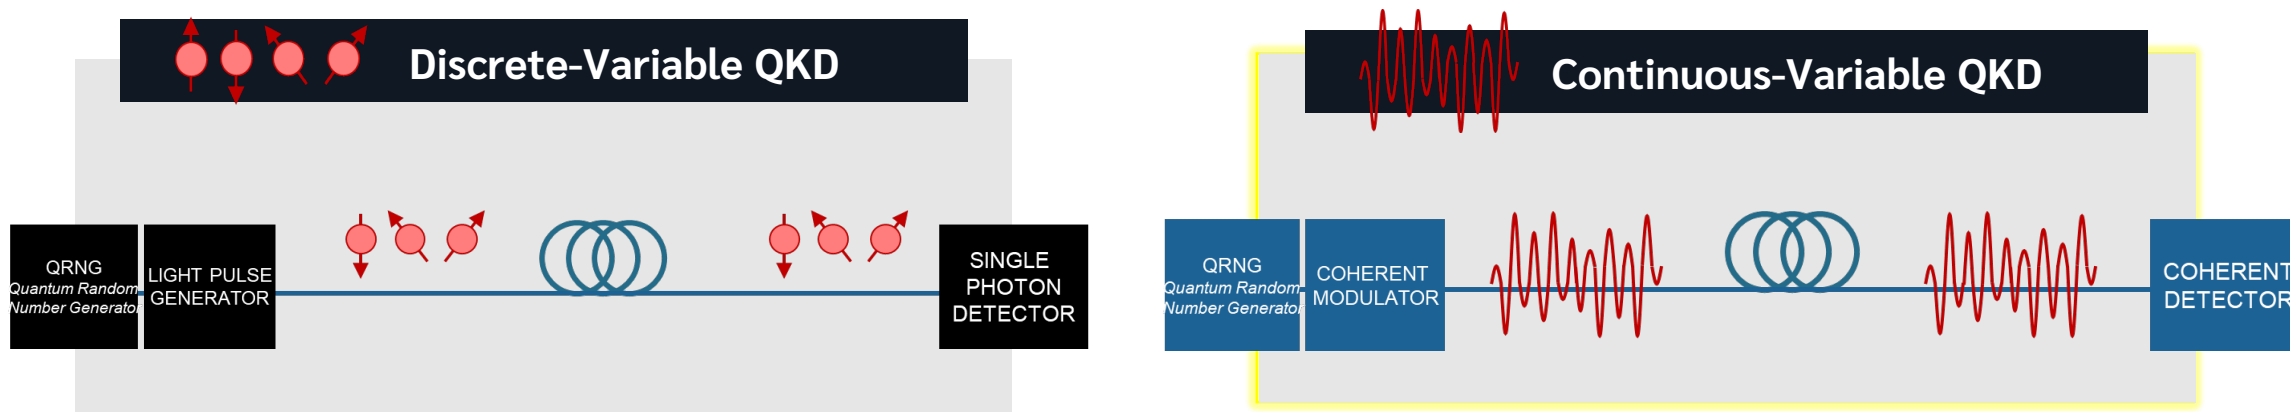 Discrete-Variable QKD
QRNG
Quantum Random
Number Generator
LIGHT PULSE
GENERATOR
SINGLE
PHOTON
DETECTOR
Continuous-Variable QKD
QRNG
Quantum Random
Number Generator
COHERENT
MODULATOR
COHERENT
DETECTOR